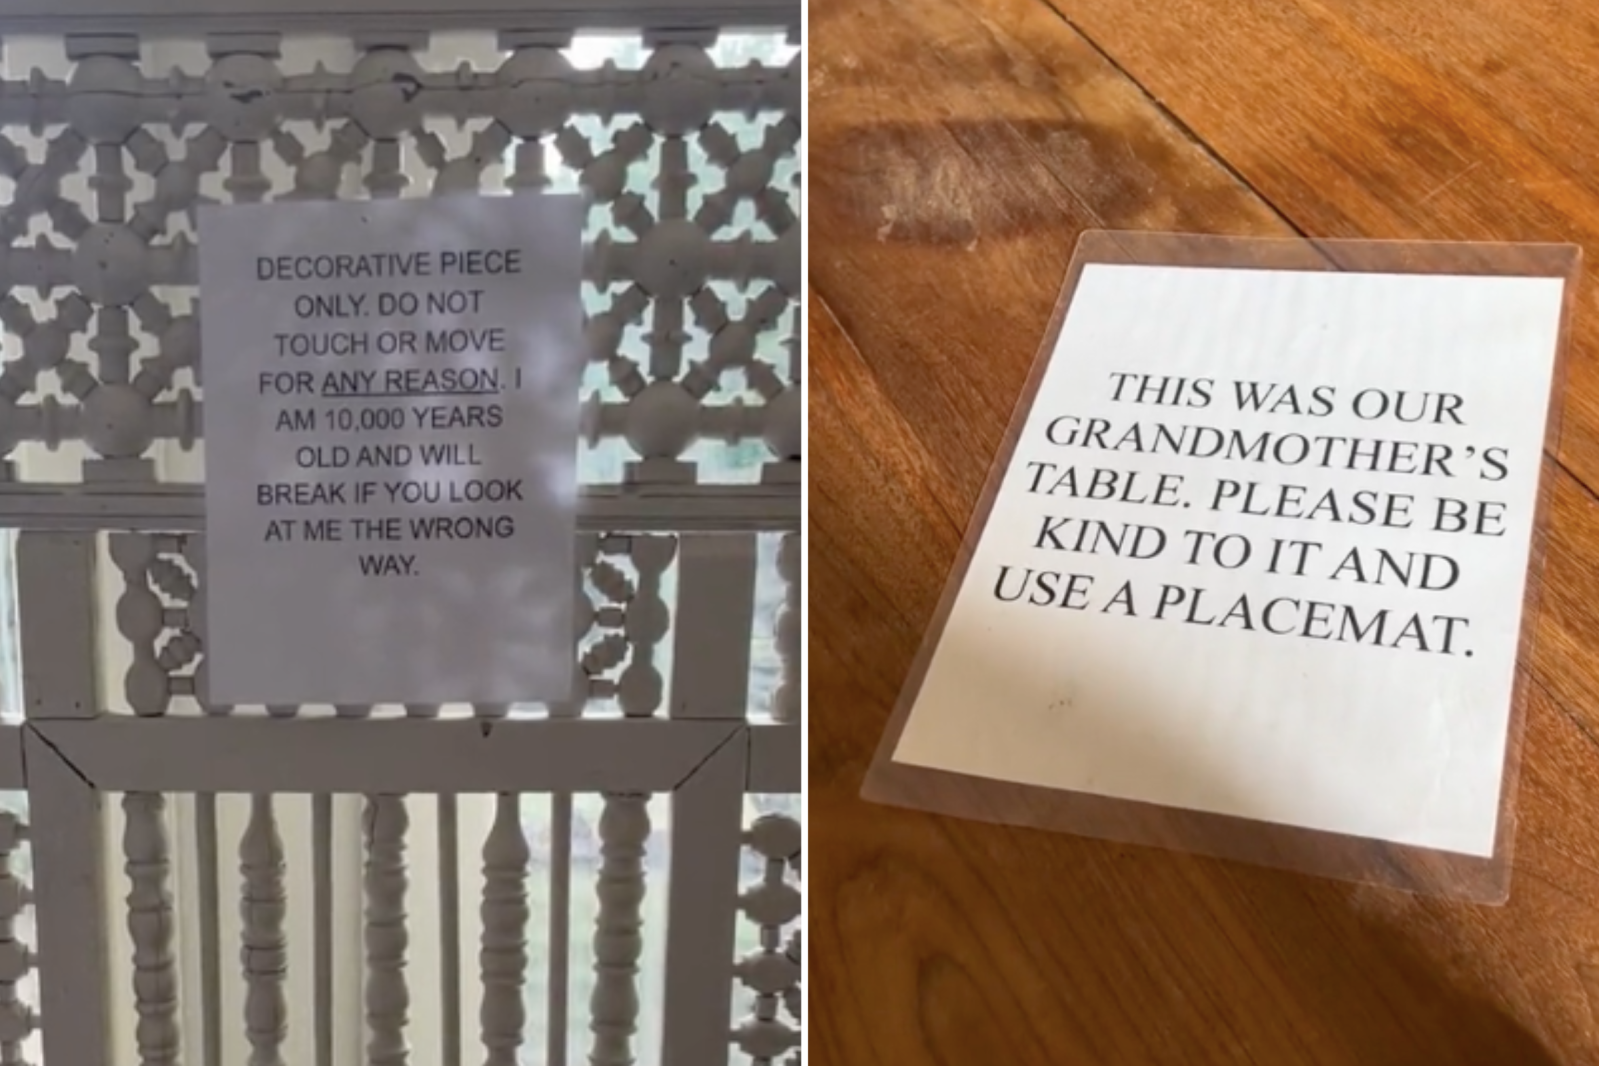 DECORATIVE PIECE
ONLY. DO NOT
TOUCH OR MOVE
FOR ANY REASON. I
AM 10,000 YEARS
OLD AND WILL
BREAK IF YOU LOOK
AT ME THE WRONG
WAY.
THIS WAS OUR
GRANDMOTHER'S
TABLE. PLEASE BE
KIND TO IT AND
USE A PLACEMAT.